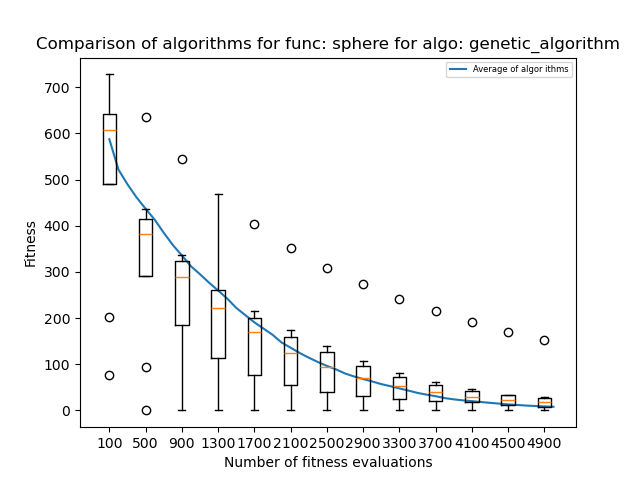 Comparison of algorithms for func: sphere for algo: genetic_algorithm
Average of algor ithms
700
600
500
400
300
200
100
0
Fitness
100 500 900 1300 1700 2100 2500 2900 3300 3700 4100 4500 4900
Number of fitness evaluations